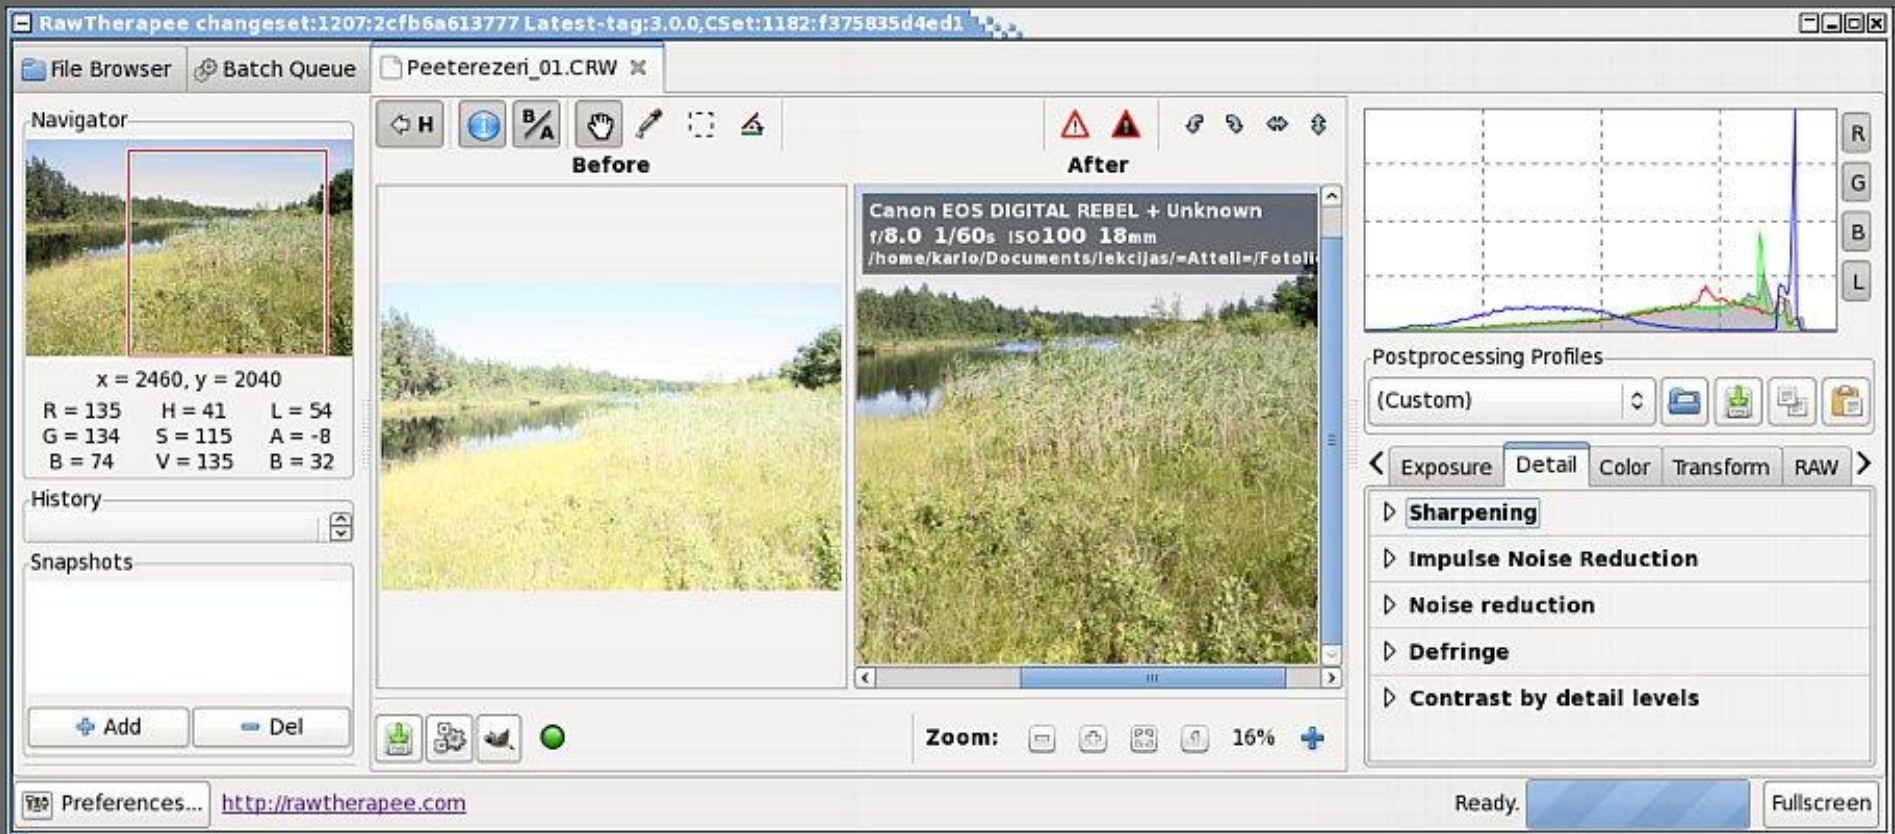 RawTherapee changeset:1207:2cfb6a613777 Latest-tag:3.0.0,CSet:1182:f375835d4ed1
File Browser
Batch Queue
Peeterezeri_01.CRW
Navigator
x = 2460, y = 2040
R = 135 H = 41 L = 54
G = 134 S = 115 A = -8
B = 74 V = 135 B = 32
History
Snapshots
Add
Del
H
B/A
Before
After
Canon EOS DIGITAL REBEL + Unknown
f/8.0 1/60s ISO100 18mm
/home/karlo/Documents/lekcijas/=Atteli=/Fotoli
Zoom:
16%
R
G
B
L
Postprocessing Profiles
(Custom)
Exposure
Detail
Color
Transform
RAW
Sharpening
Impulse Noise Reduction
Noise reduction
Defringe
Contrast by detail levels
Preferences...
http://rawtherapee.com
Ready.
Fullscreen